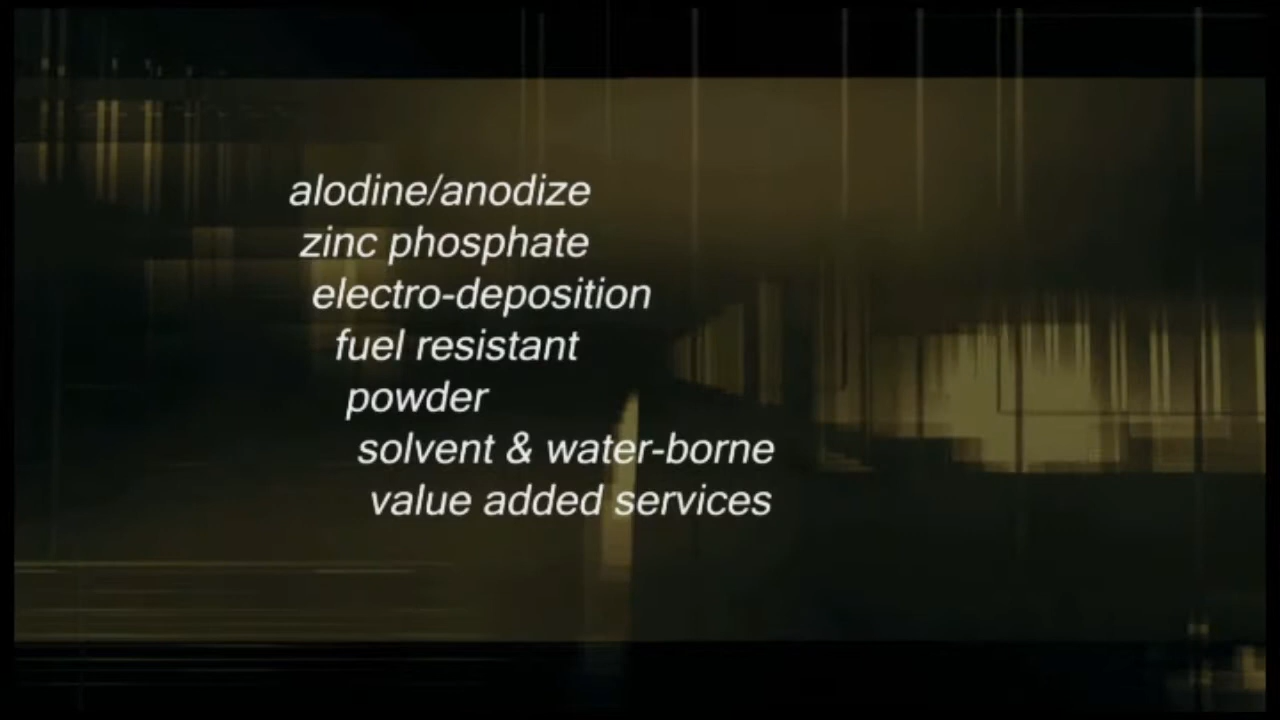 alodine/anodize
zinc phosphate
electro-deposition
fuel resistant
powder
solvent & water-borne
value added services